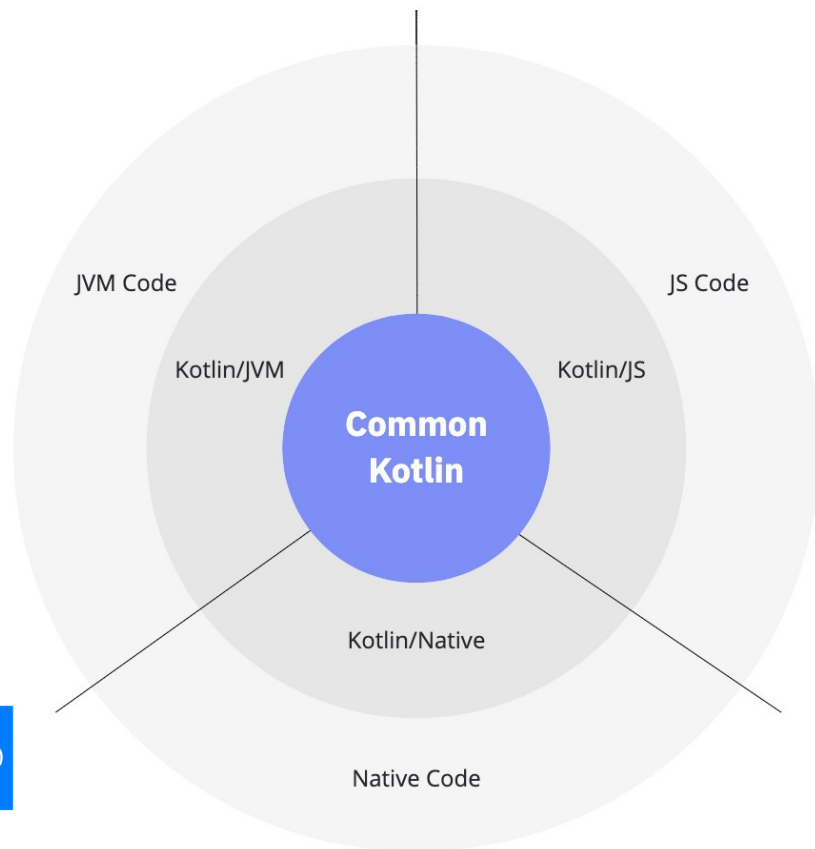 JVM Code
JS Code
Kotlin/JVM
Kotlin/JS
Common
Kotlin
Kotlin/Native
Native Code